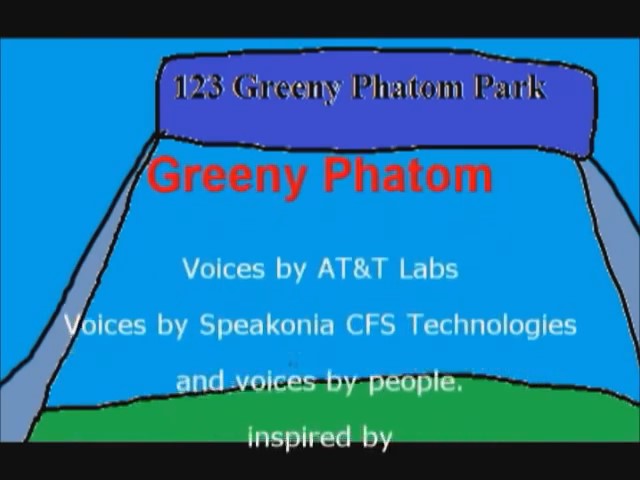 123 Greeny Phatom Park
Greeny Phatom
Voices by AT&T Labs
Voices by Speakonia CFS Technologies
and voices by people.
inspired by